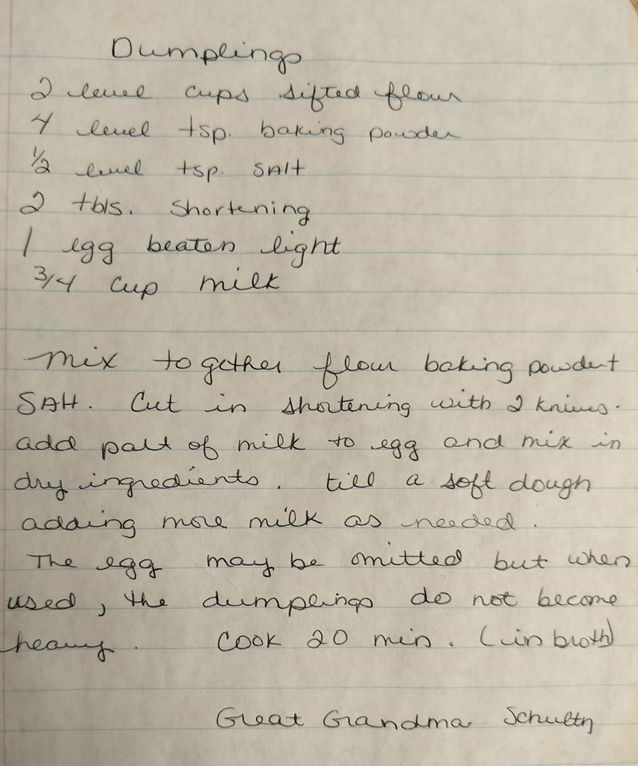 Dumplings
2 level cups sifted flour
4 level tsp. baking powder
1/2 level tsp. SAlt
2 tbls. shortening
1 egg beaten light
3/4 cup milk
mix together flour baking powder +
SAlt. Cut in shortening with 2 knives.
add part of milk to egg and mix in
dry ingredients. till a soft dough
adding more milk as needed.
The egg may be omitted but when
used, the dumplings do not become
heavy. Cook 20 min. (in broth)
Great Grandma